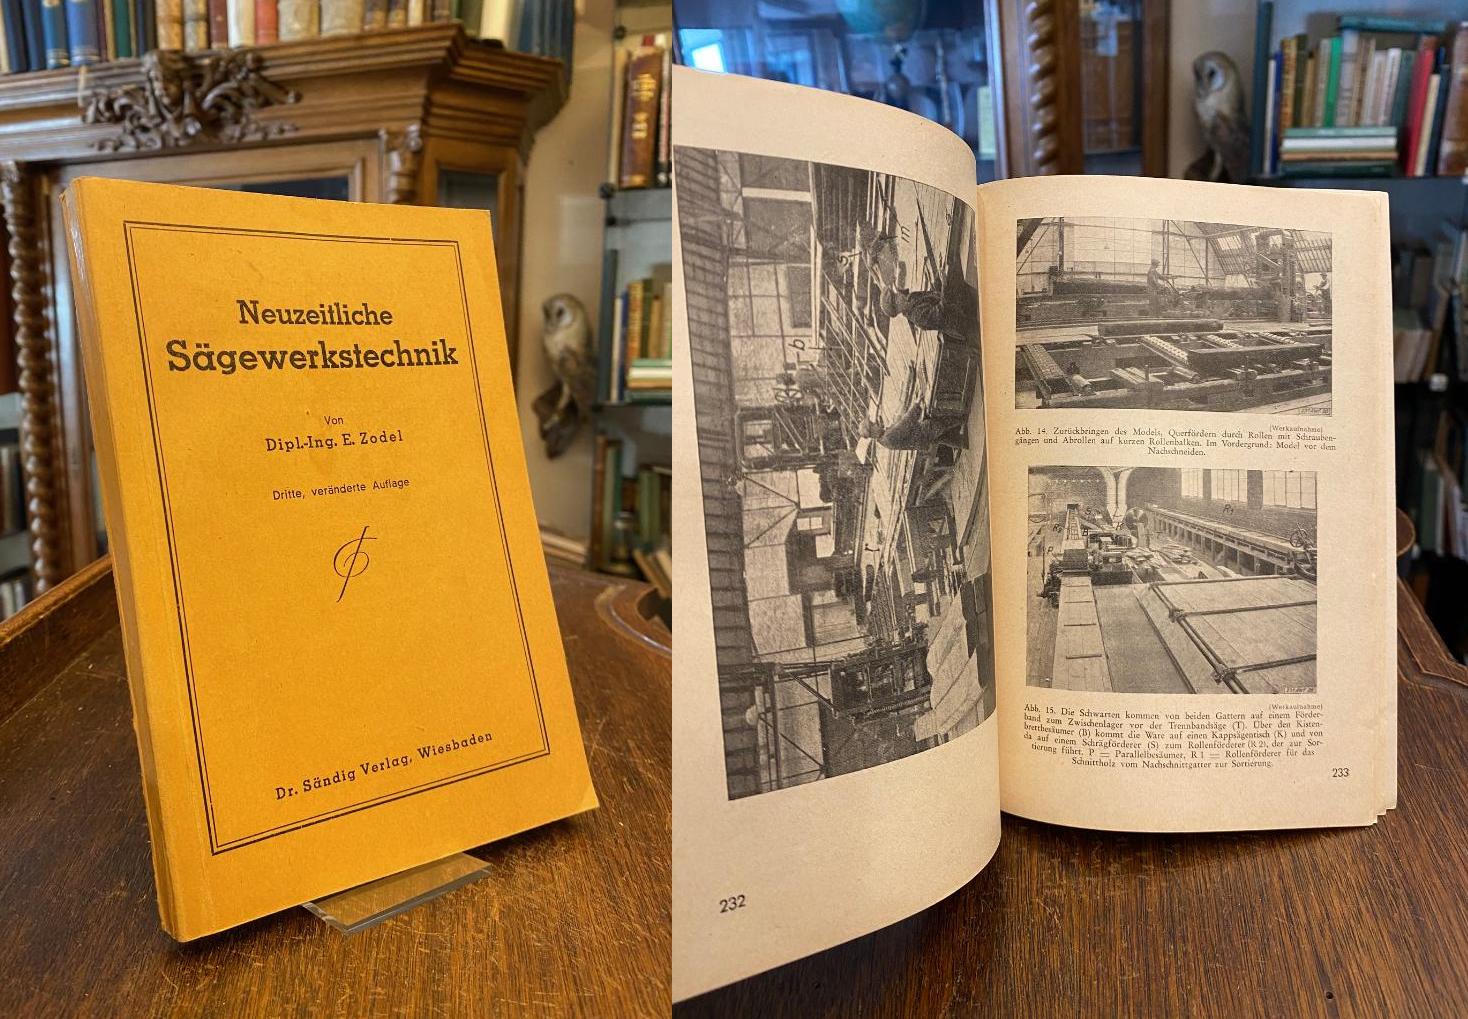 Neuzeitliche
Sägewerkstechnik
Von
Dipl.-Ing. E. Zodel
Dritte, veränderte Auflage
Dr. Sändig Verlag, Wiesbaden
232
(Werkaufnahme)
Abb. 14. Zurückbringen des Models, Querfördern durch Rollen mit Schrauben-
gängen und Abrollen auf kurzen Rollenbalken. Im Vordergrund: Model vor dem
Nachschneiden.
R1
(Werkaufnahme)
Abb. 15. Die Schwarten kommen von beiden Gattern auf einem Förder-
band zum Zwischenlager vor der Trennbandsäge (T). Über den Kisten-
brettbesäumer (B) kommt die Ware auf einen Kappsägentisch (K) und von
da auf einem Schrägförderer (S) zum Rollenförderer (R 2), der zur Sor-
tierung führt. P = Parallelbesäumer, R 1 = Rollenförderer für das
Schnittholz vom Nachschnittgatter zur Sortierung.
233